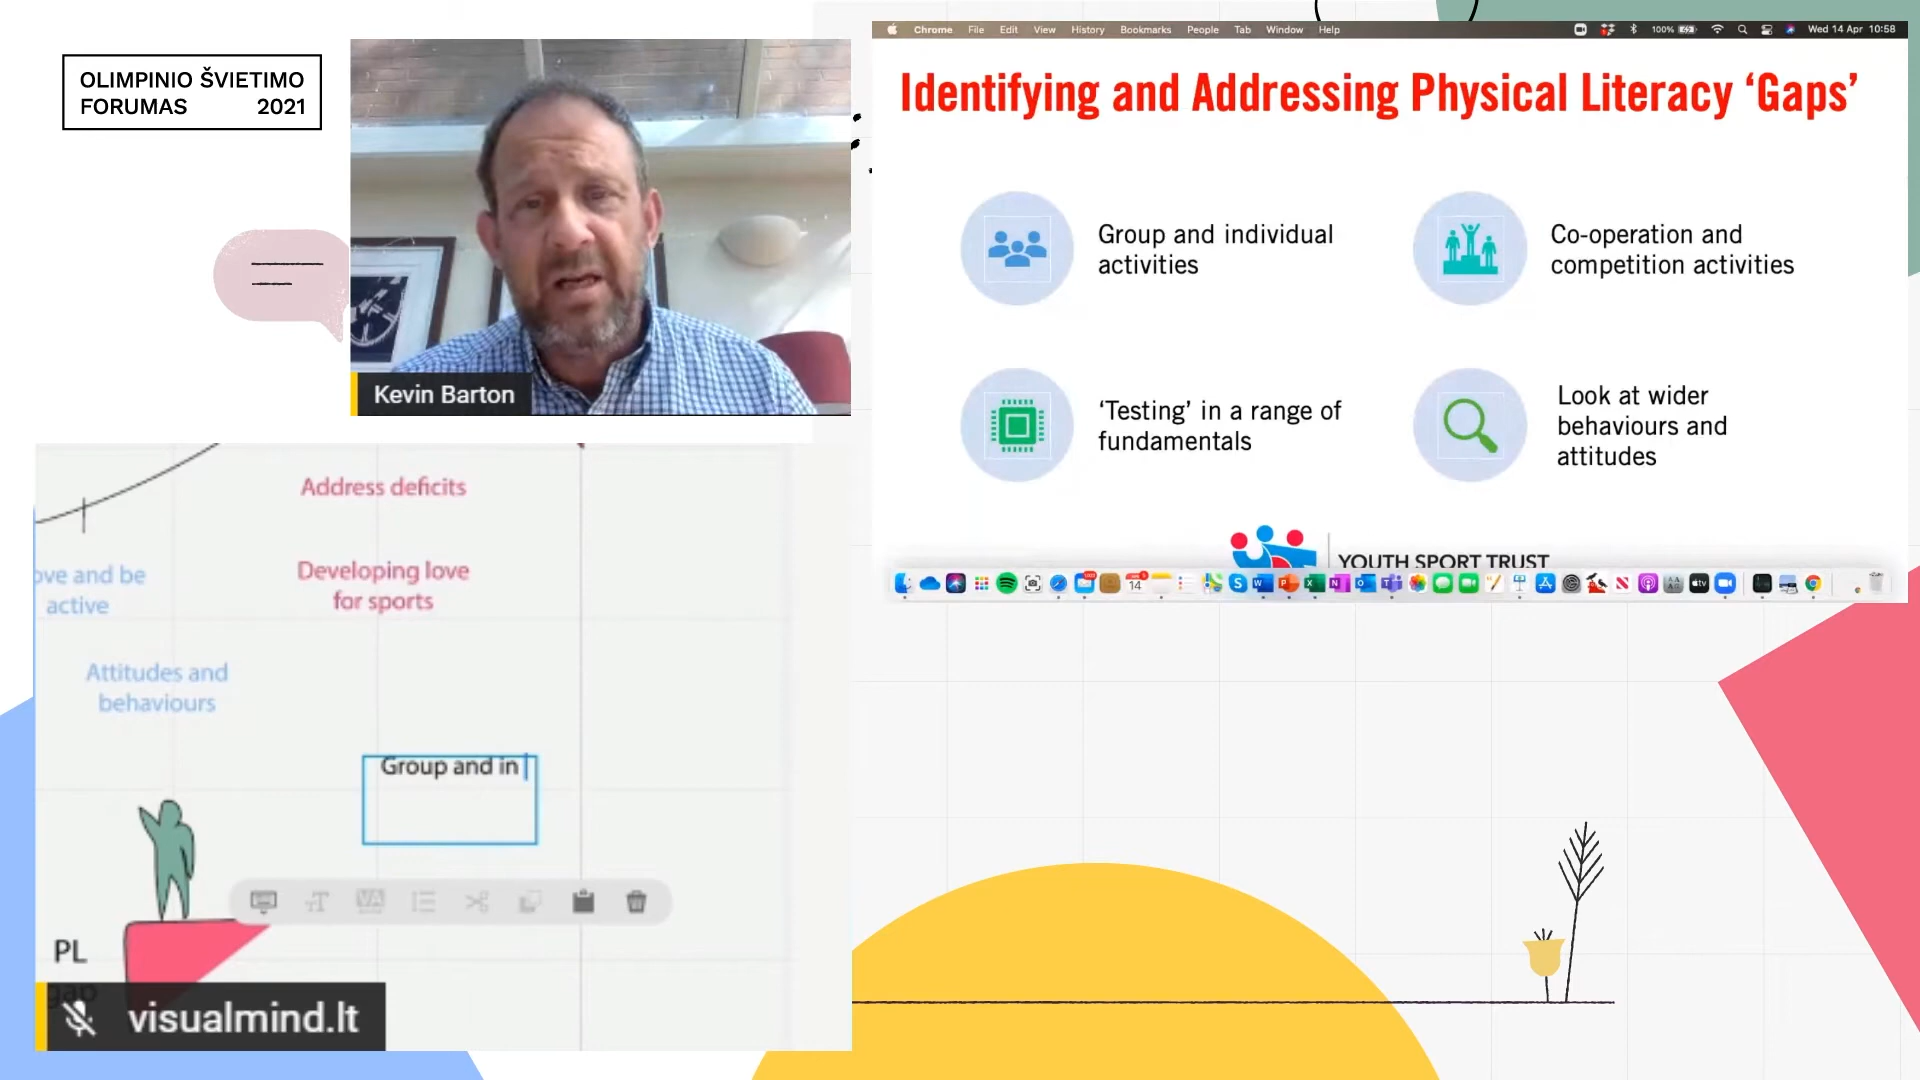 OLIMPINIO ŠVIETIMO
FORUMAS 2021
Kevin Barton
Chrome File Edit View History Bookmarks People Tab Window Help 100% Wed 14 Apr 10:58
Identifying and Addressing Physical Literacy ‘Gaps’
Group and individual
activities
Co-operation and
competition activities
‘Testing’ in a range of
fundamentals
Look at wider
behaviours and
attitudes
YOUTH SPORT TRUST
14
Address deficits
Developing love
for sports
ove and be
active
Attitudes and
behaviours
Group and in
PL
gap
visualmind.lt